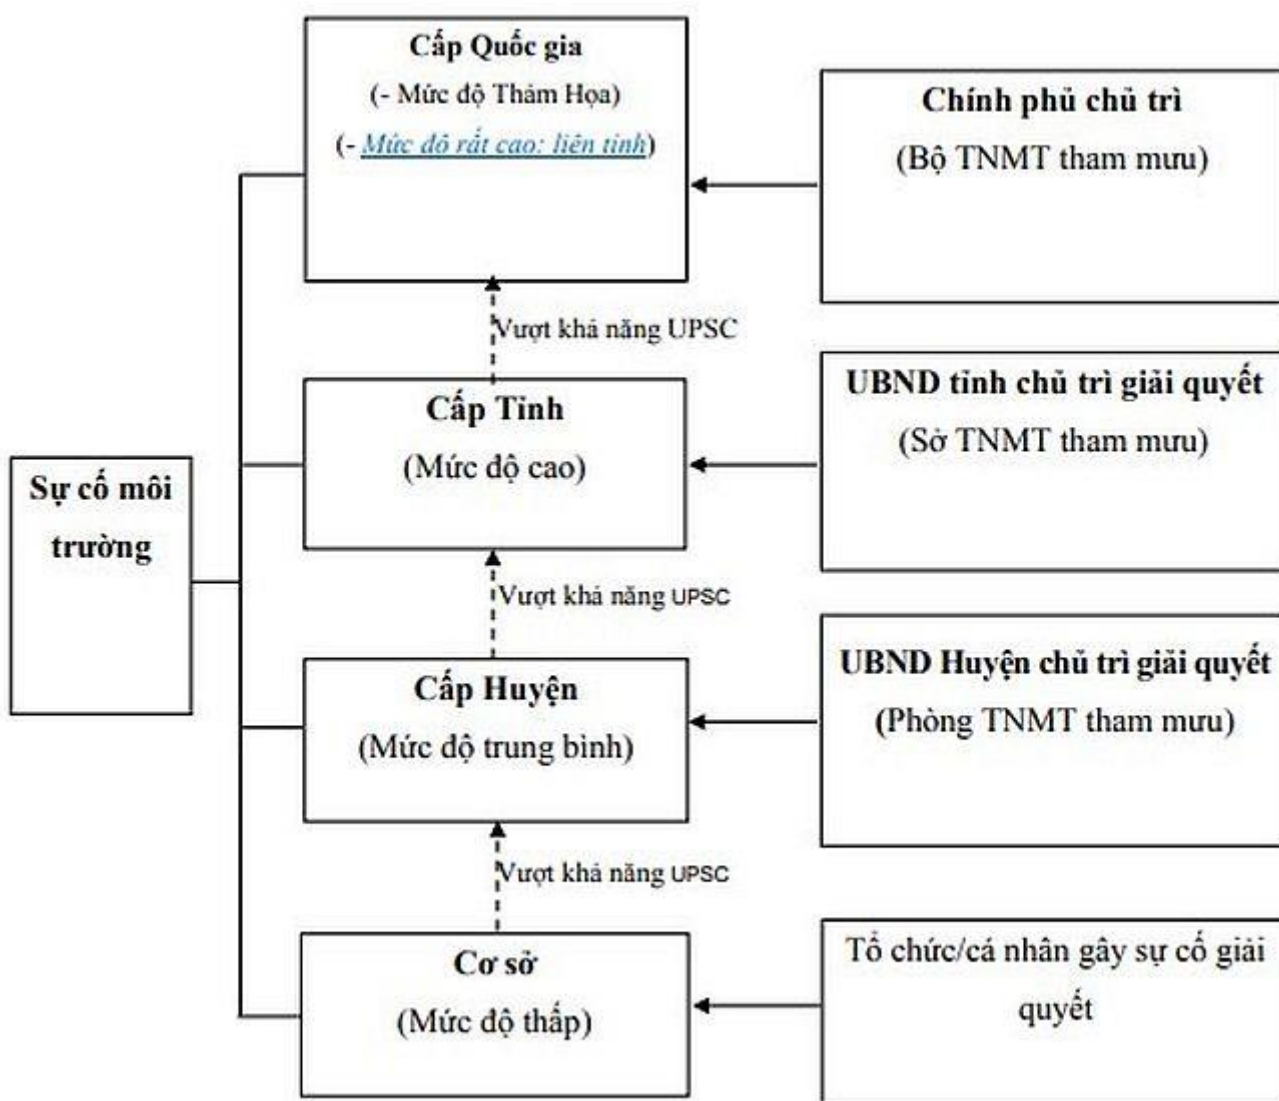 Cấp Quốc gia
(- Mức độ Thảm Họa)
(- Mức độ rất cao: liên tỉnh)
Chính phủ chủ trì
(Bộ TNMT tham mưu)
Vượt khả năng UPSC
Cấp Tỉnh
(Mức độ cao)
UBND tỉnh chủ trì giải quyết
(Sở TNMT tham mưu)
Sự cố môi
trường
Vượt khả năng UPSC
Cấp Huyện
(Mức độ trung bình)
UBND Huyện chủ trì giải quyết
(Phòng TNMT tham mưu)
Vượt khả năng UPSC
Cơ sở
(Mức độ thấp)
Tổ chức/cá nhân gây sự cố giải
quyết